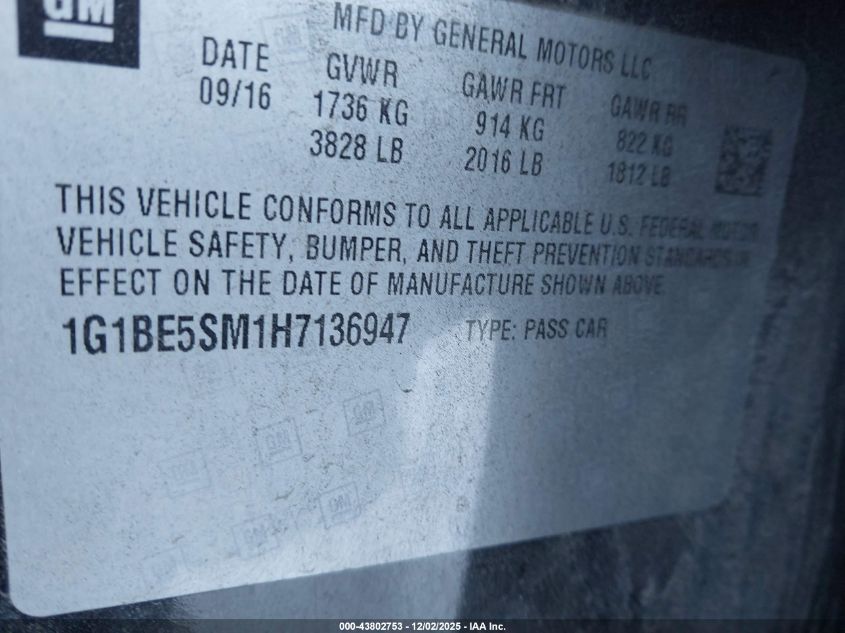 GM
MFD BY GENERAL MOTORS LLC
DATE GVWR GAWR FRT GAWR RR
09/16 1736 KG 914 KG 822 KG
3828 LB 2016 LB 1812 LB
THIS VEHICLE CONFORMS TO ALL APPLICABLE U.S. FEDERAL MOTOR
VEHICLE SAFETY, BUMPER, AND THEFT PREVENTION STANDARDS IN
EFFECT ON THE DATE OF MANUFACTURE SHOWN ABOVE.
1G1BE5SM1H7136947 TYPE: PASS CAR
000-43802753 - 12/02/2025 - IAA Inc.